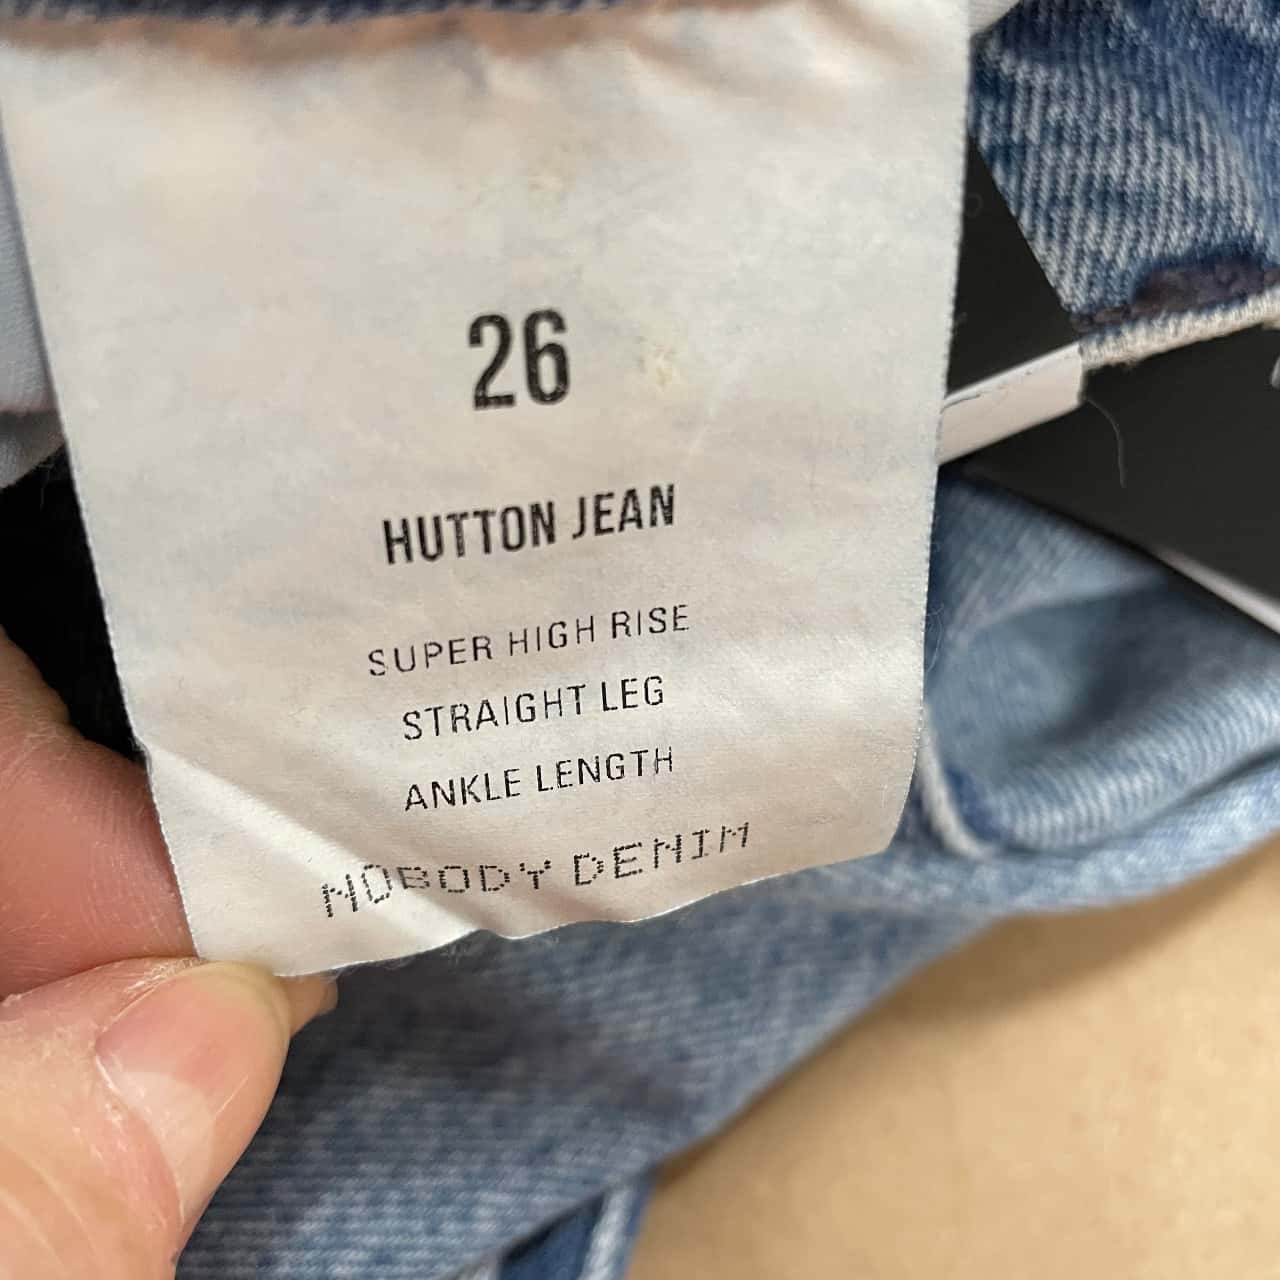 26
HUTTON JEAN
SUPER HIGH RISE
STRAIGHT LEG
ANKLE LENGTH
NOBODY DENIM